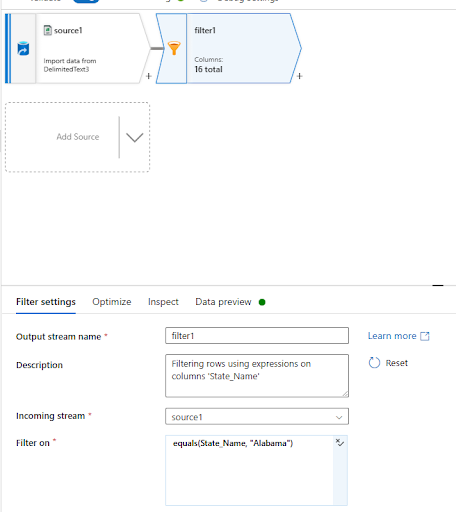 source1
Import data from
DelimitedText3
+
filter1
Columns:
16 total
+
Add Source
Filter settings
Optimize
Inspect
Data preview
Output stream name *
filter1
Learn more
Description
Filtering rows using expressions on
columns 'State_Name'
Reset
Incoming stream *
source1
Filter on *
equals(State_Name, "Alabama")